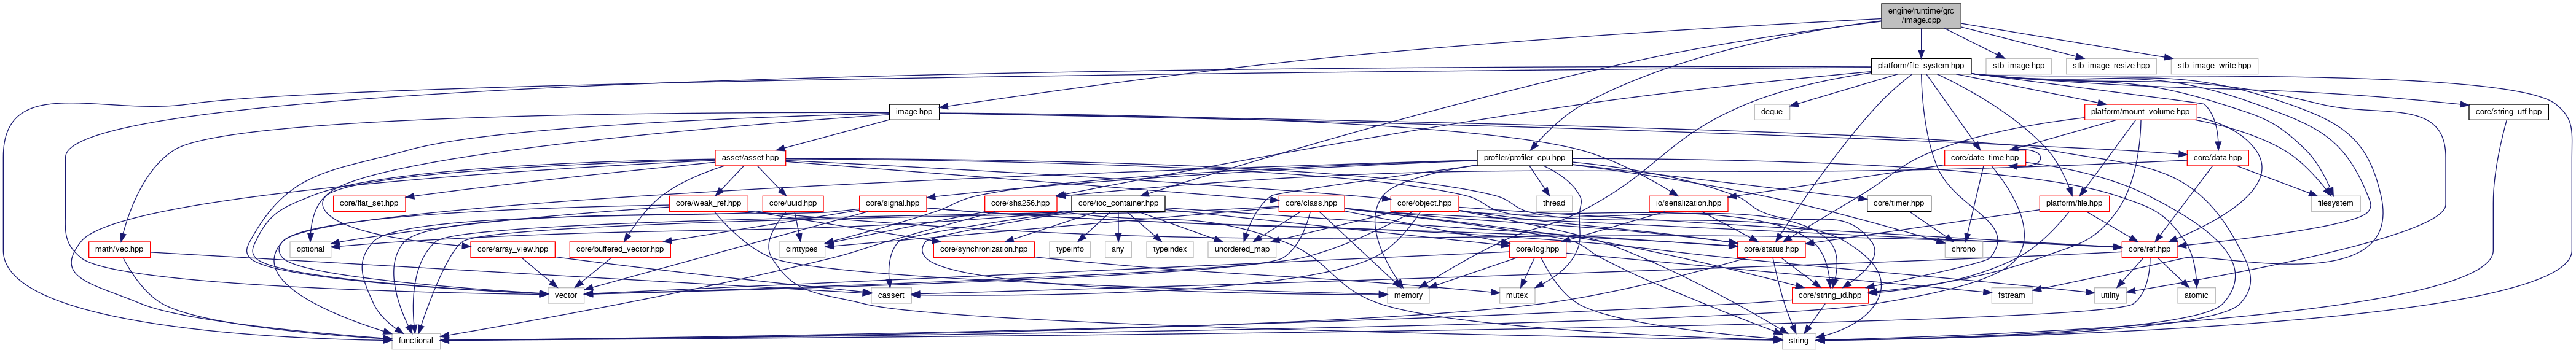 engine/runtime/grc
/image.cpp
platform/file_system.hpp
stb_image.hpp
stb_image_resize.hpp
stb_image_write.hpp
image.hpp
deque
platform/mount_volume.hpp
core/string_utf.hpp
asset/asset.hpp
profiler/profiler_cpu.hpp
core/date_time.hpp
core/data.hpp
core/flat_set.hpp
core/weak_ref.hpp
core/uuid.hpp
core/signal.hpp
core/sha256.hpp
core/ioc_container.hpp
core/class.hpp
core/object.hpp
thread
io/serialization.hpp
core/timer.hpp
platform/file.hpp
filesystem
math/vec.hpp
optional
core/array_view.hpp
core/buffered_vector.hpp
cinttypes
core/synchronization.hpp
typeinfo
any
typeindex
unordered_map
core/log.hpp
core/status.hpp
chrono
core/ref.hpp
vector
cassert
memory
mutex
core/string_id.hpp
fstream
utility
atomic
functional
string